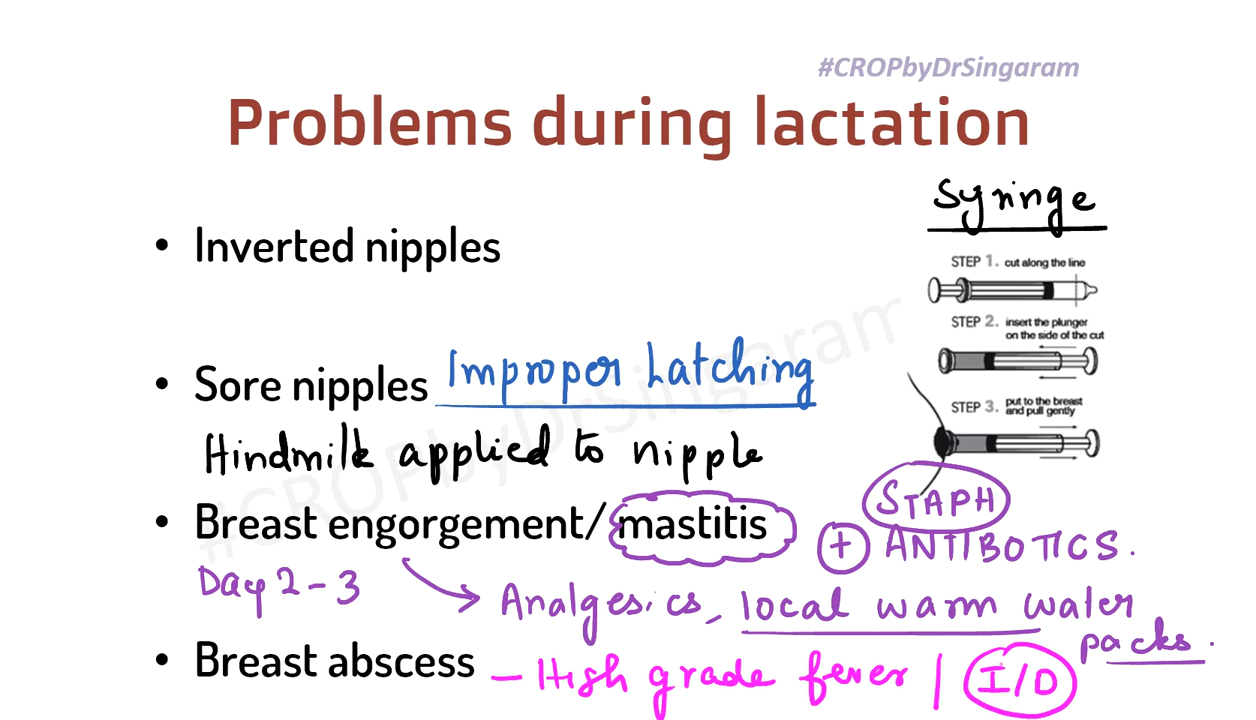 #CROPbyDrSingaram
Problems during lactation
Syringe
• Inverted nipples
STEP 1. cut along the line
STEP 2. insert the plunger
on the side of the cut
STEP 3. put to the breast
and pull gently
• Sore nipples Improper Latching
Hindmilk applied to nipple
• Breast engorgement/ mastitis
STAPH
+ ANTIBOTICS.
Day 2 - 3
Analgesics, local warm water
packs.
• Breast abscess - High grade fever / I/D
#CROPbyDrSingaram